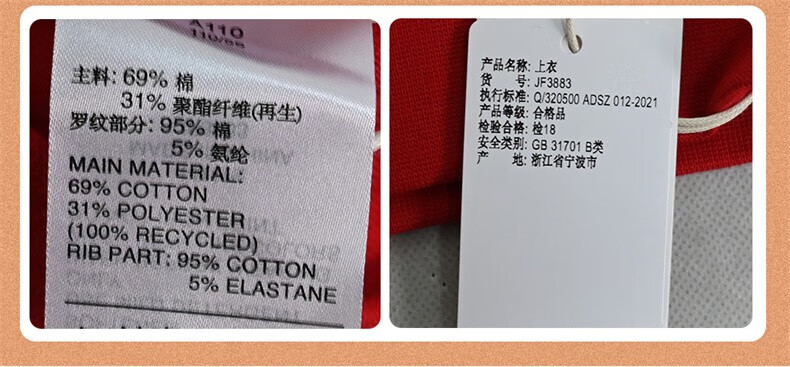 A110
110/56
主料: 69% 棉
31% 聚酯纤维(再生)
罗纹部分: 95% 棉
5% 氨纶
MAIN MATERIAL:
69% COTTON
31% POLYESTER
(100% RECYCLED)
RIB PART: 95% COTTON
5% ELASTANE
产品名称: 上衣
货 号: JF3883
执行标准: Q/320500 ADSZ 012-2021
产品等级: 合格品
检验合格: 检18
安全类别: GB 31701 B类
产 地: 浙江省宁波市